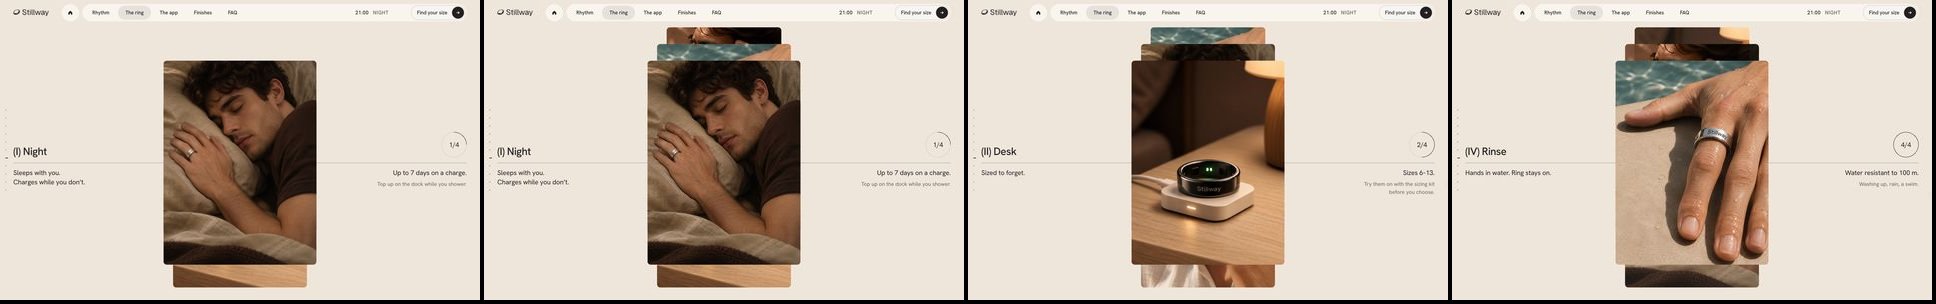 Stillway
Rhythm
The ring
The app
Finishes
FAQ
21:00 NIGHT
Find your size
(I) Night
Sleeps with you.
Charges while you don't.
1/4
Up to 7 days on a charge.
Top up on the dock while you shower.
Stillway
Rhythm
The ring
The app
Finishes
FAQ
21:00 NIGHT
Find your size
(I) Night
Sleeps with you.
Charges while you don't.
1/4
Up to 7 days on a charge.
Top up on the dock while you shower.
Stillway
Rhythm
The ring
The app
Finishes
FAQ
21:00 NIGHT
Find your size
(II) Desk
Sized to forget.
Stillway
2/4
Sizes 6-13.
Try them on with the sizing kit
before you choose.
Stillway
Rhythm
The ring
The app
Finishes
FAQ
21:00 NIGHT
Find your size
(IV) Rinse
Hands in water. Ring stays on.
Stillway
4/4
Water resistant to 100 m.
Washing up, rain, a swim.